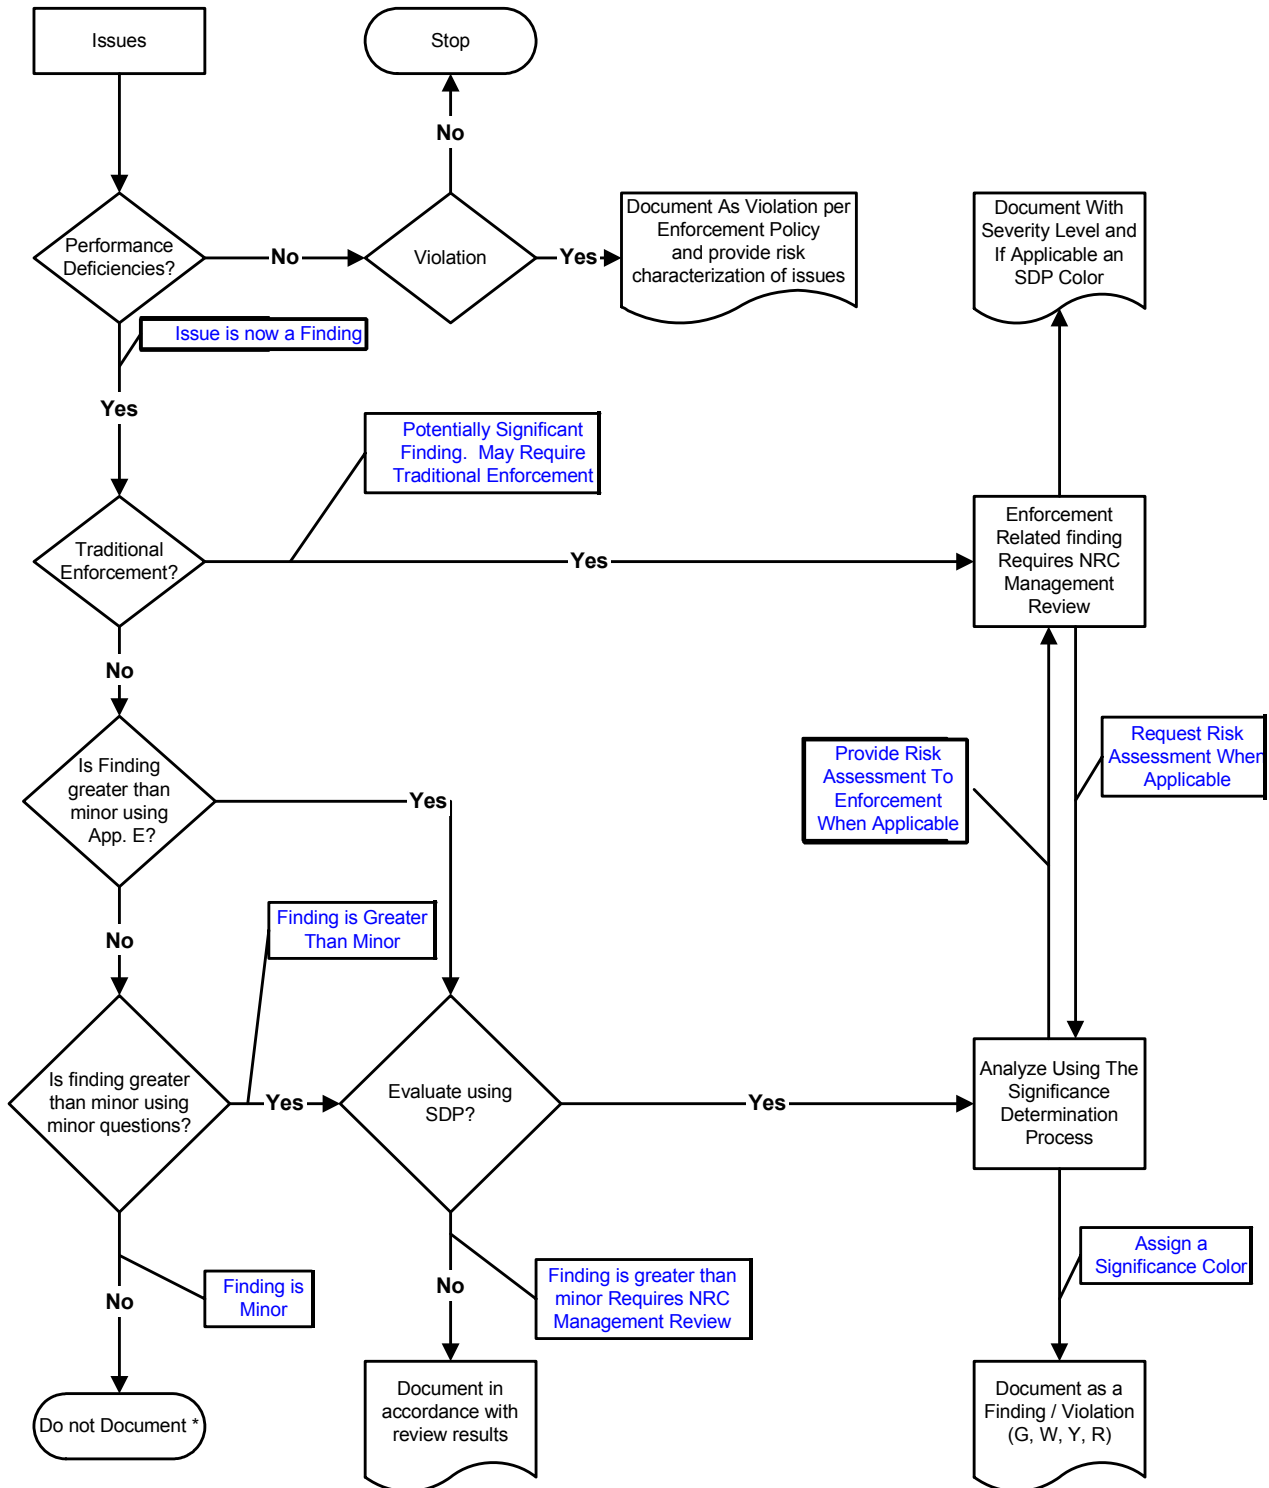 Issues
Stop
No
Performance
Deficiencies?
No
Violation
Yes
Document As Violation per
Enforcement Policy
and provide risk
characterization of issues
Document With
Severity Level and
If Applicable an
SDP Color
Issue is now a Finding
Yes
Potentially Significant
Finding. May Require
Traditional Enforcement
Traditional
Enforcement?
Yes
Enforcement
Related finding
Requires NRC
Management
Review
No
Is Finding
greater than
minor using
App. E?
Yes
Provide Risk
Assessment To
Enforcement
When Applicable
Request Risk
Assessment When
Applicable
No
Finding is Greater
Than Minor
Is finding greater
than minor using
minor questions?
Yes
Evaluate using
SDP?
Yes
Analyze Using The
Significance
Determination
Process
No
Finding is
Minor
No
Finding is greater than
minor Requires NRC
Management Review
Assign a
Significance Color
Do not Document *
Document in
accordance with
review results
Document as a
Finding / Violation
(G, W, Y, R)